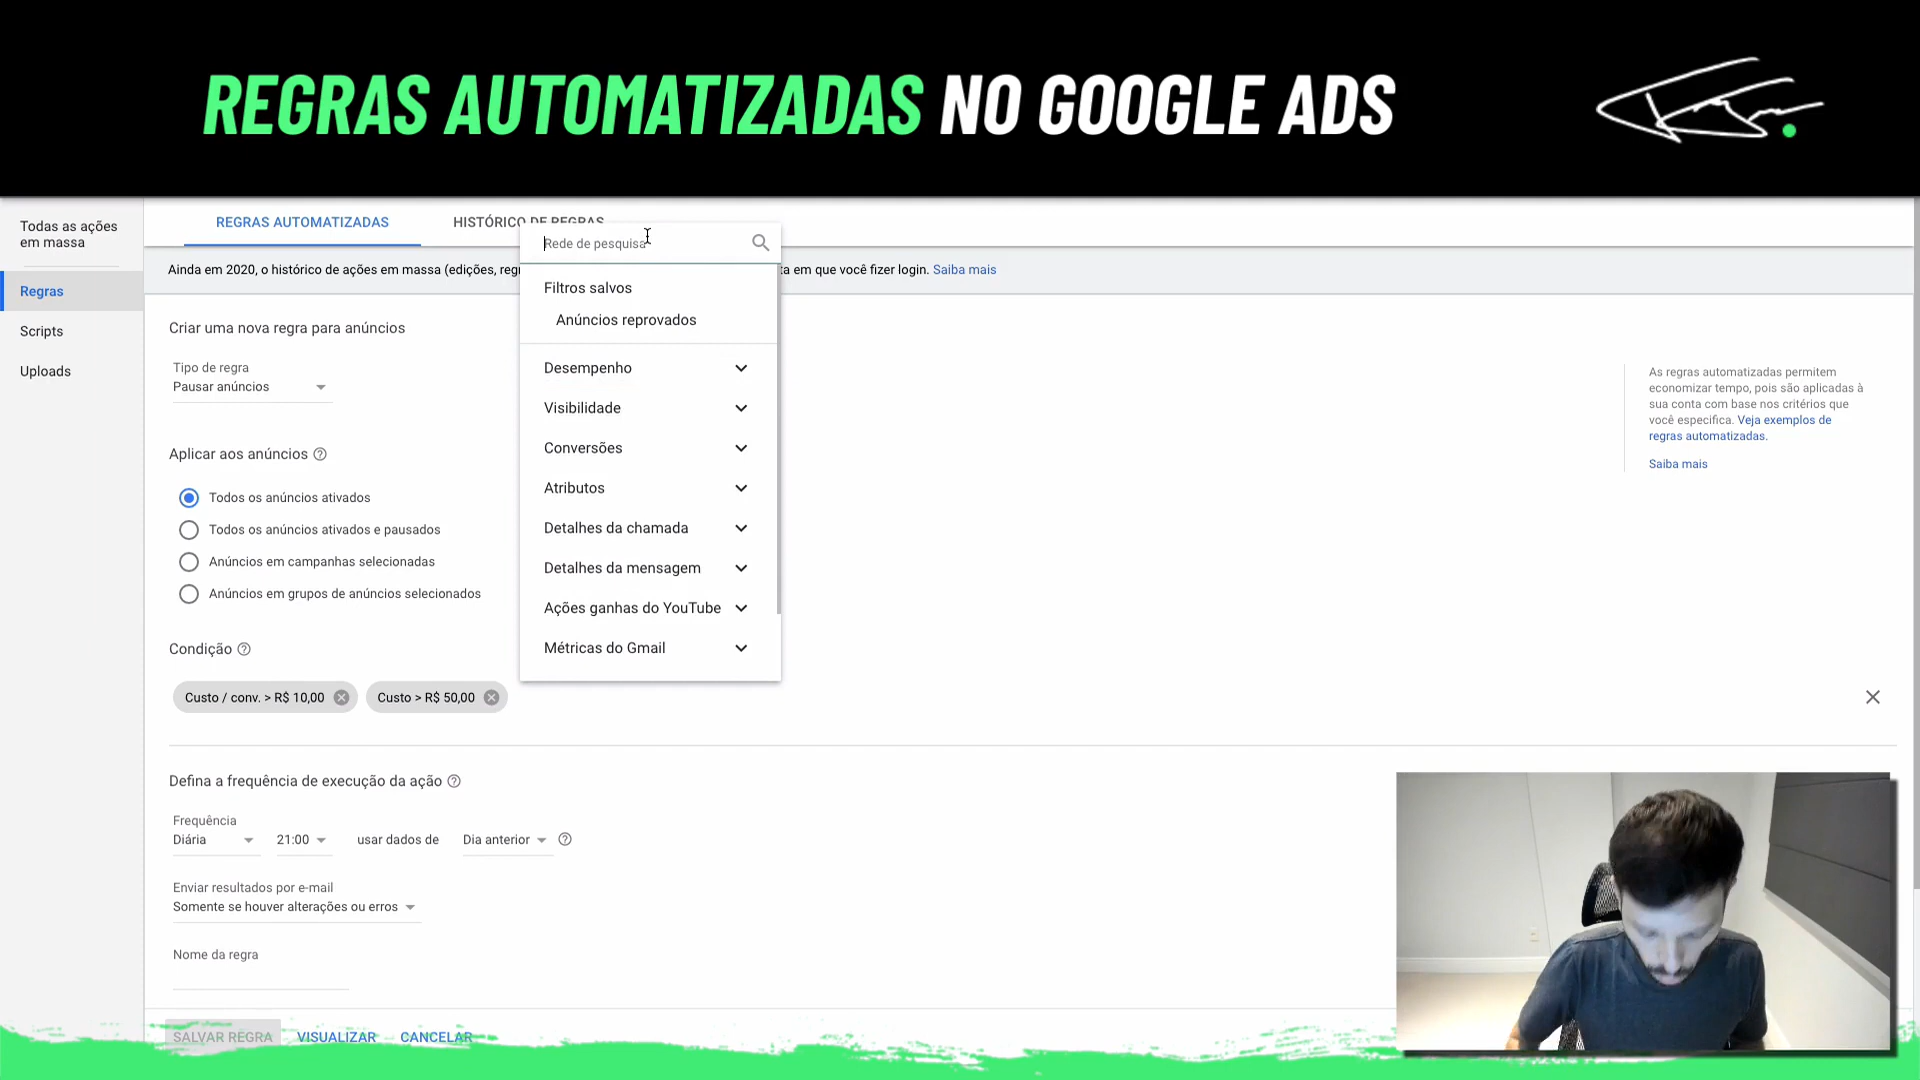 REGRAS AUTOMATIZADAS NO GOOGLE ADS
Todas as ações
em massa
Regras
Scripts
Uploads
REGRAS AUTOMATIZADAS
HISTÓRICO DE REGRAS
Ainda em 2020, o histórico de ações em massa (edições, regr
ta em que você fizer login. Saiba mais
Rede de pesquisa
Filtros salvos
Anúncios reprovados
Desempenho
Visibilidade
Conversões
Atributos
Detalhes da chamada
Detalhes da mensagem
Ações ganhas do YouTube
Métricas do Gmail
Criar uma nova regra para anúncios
Tipo de regra
Pausar anúncios
Aplicar aos anúncios
Todos os anúncios ativados
Todos os anúncios ativados e pausados
Anúncios em campanhas selecionadas
Anúncios em grupos de anúncios selecionados
As regras automatizadas permitem
economizar tempo, pois são aplicadas à
sua conta com base nos critérios que
você especifica. Veja exemplos de
regras automatizadas.
Saiba mais
Condição
Custo / conv. > R$ 10,00
Custo > R$ 50,00
Defina a frequência de execução da ação
Frequência
Diária 21:00 usar dados de Dia anterior
Enviar resultados por e-mail
Somente se houver alterações ou erros
Nome da regra
SALVAR REGRA VISUALIZAR CANCELAR